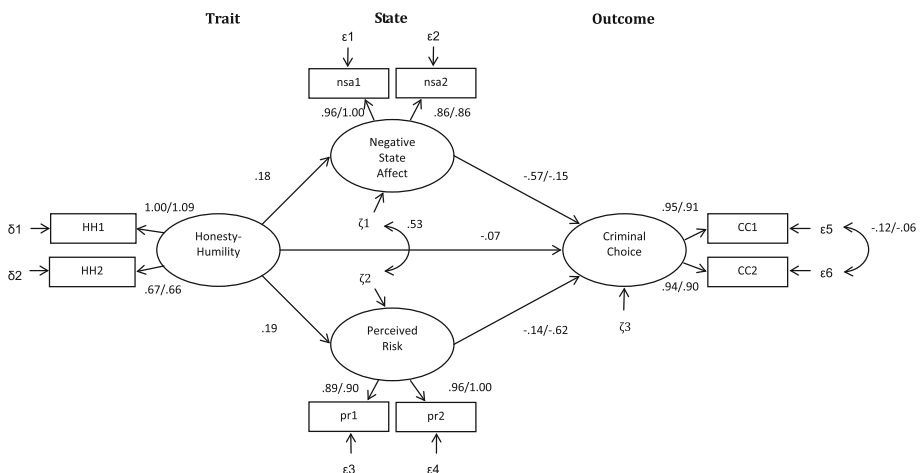 Trait State Outcome
ε1 ε2
nsa1 nsa2
.96/1.00 .86/.86
Negative
State
Affect
.18 -.57/-.15
1.00/1.09 .95/.91
δ1 HH1 ζ1 .53 CC1 ε5 -.12/-.06
Honesty-
Humility
-.07
Criminal
Choice
δ2 HH2 ζ2 CC2 ε6
.67/.66 .94/.90
.19 -.14/-.62 ζ3
Perceived
Risk
.89/.90 .96/1.00
pr1 pr2
ε3 ε4